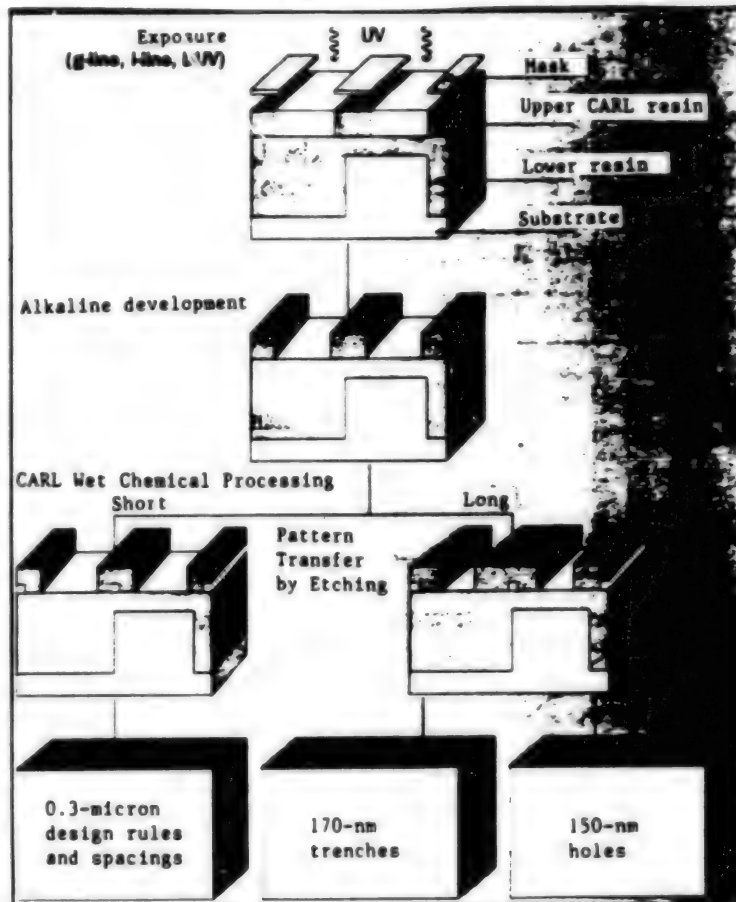 Exposure
UV
(g-line, i-line, DUV)
Mask
Upper CARL resin
Lower resin
Substrate
Alkaline development
CARL Wet Chemical Processing
Short
Long
Pattern
Transfer
by Etching
0.3-micron
design rules
and spacings
170-nm
trenches
150-nm
holes